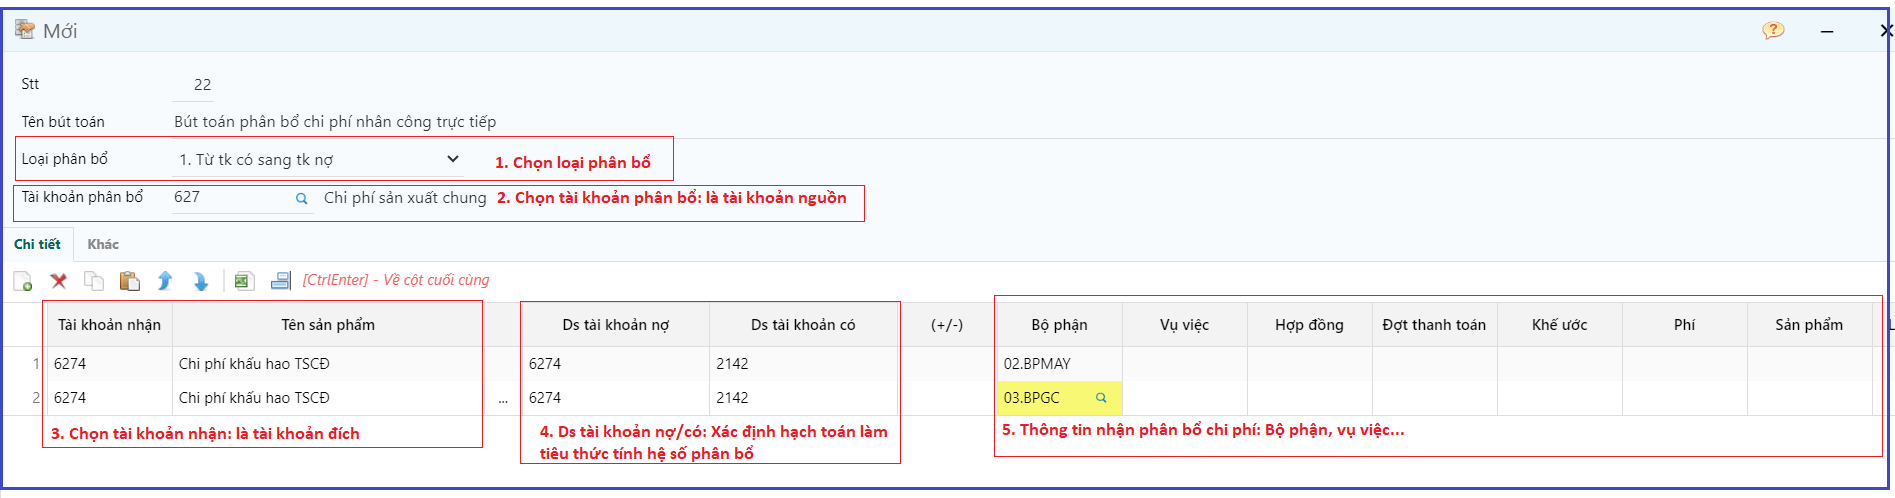 Mới
Stt 22
Tên bút toán Bút toán phân bổ chi phí nhân công trực tiếp
Loại phân bổ 1. Từ tk có sang tk nợ 1. Chọn loại phân bổ
Tài khoản phân bổ 627 Chi phí sản xuất chung 2. Chọn tài khoản phân bổ: là tài khoản nguồn
Chi tiết Khác
[CtrlEnter] - Về cột cuối cùng
Tài khoản nhận Tên sản phẩm Ds tài khoản nợ Ds tài khoản có (+/-) Bộ phận Vụ việc Hợp đồng Đợt thanh toán Khế ước Phí Sản phẩm L
1 6274 Chi phí khấu hao TSCĐ 6274 2142 02.BPMAY
2 6274 Chi phí khấu hao TSCĐ ... 6274 2142 03.BPGC
3. Chọn tài khoản nhận: là tài khoản đích
4. Ds tài khoản nợ/có: Xác định hạch toán làm
tiêu thức tính hệ số phân bổ
5. Thông tin nhận phân bổ chi phí: Bộ phận, vụ việc...